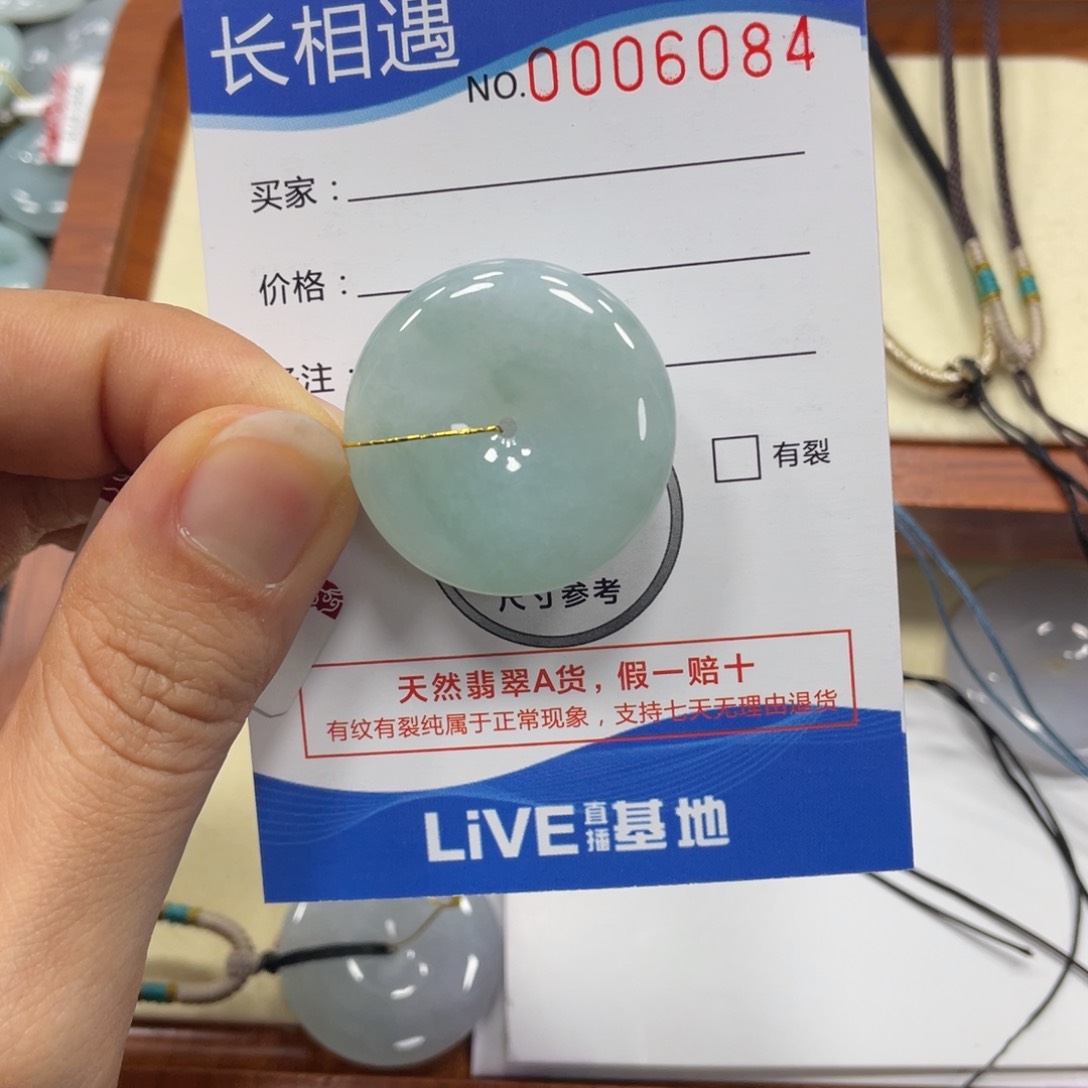 长相遇
NO.0006084
买家：
价格：
注：
有裂
尺寸参考
天然翡翠A货，假一赔十
有纹有裂纯属于正常现象，支持七天无理由退货
LiVE直播基地